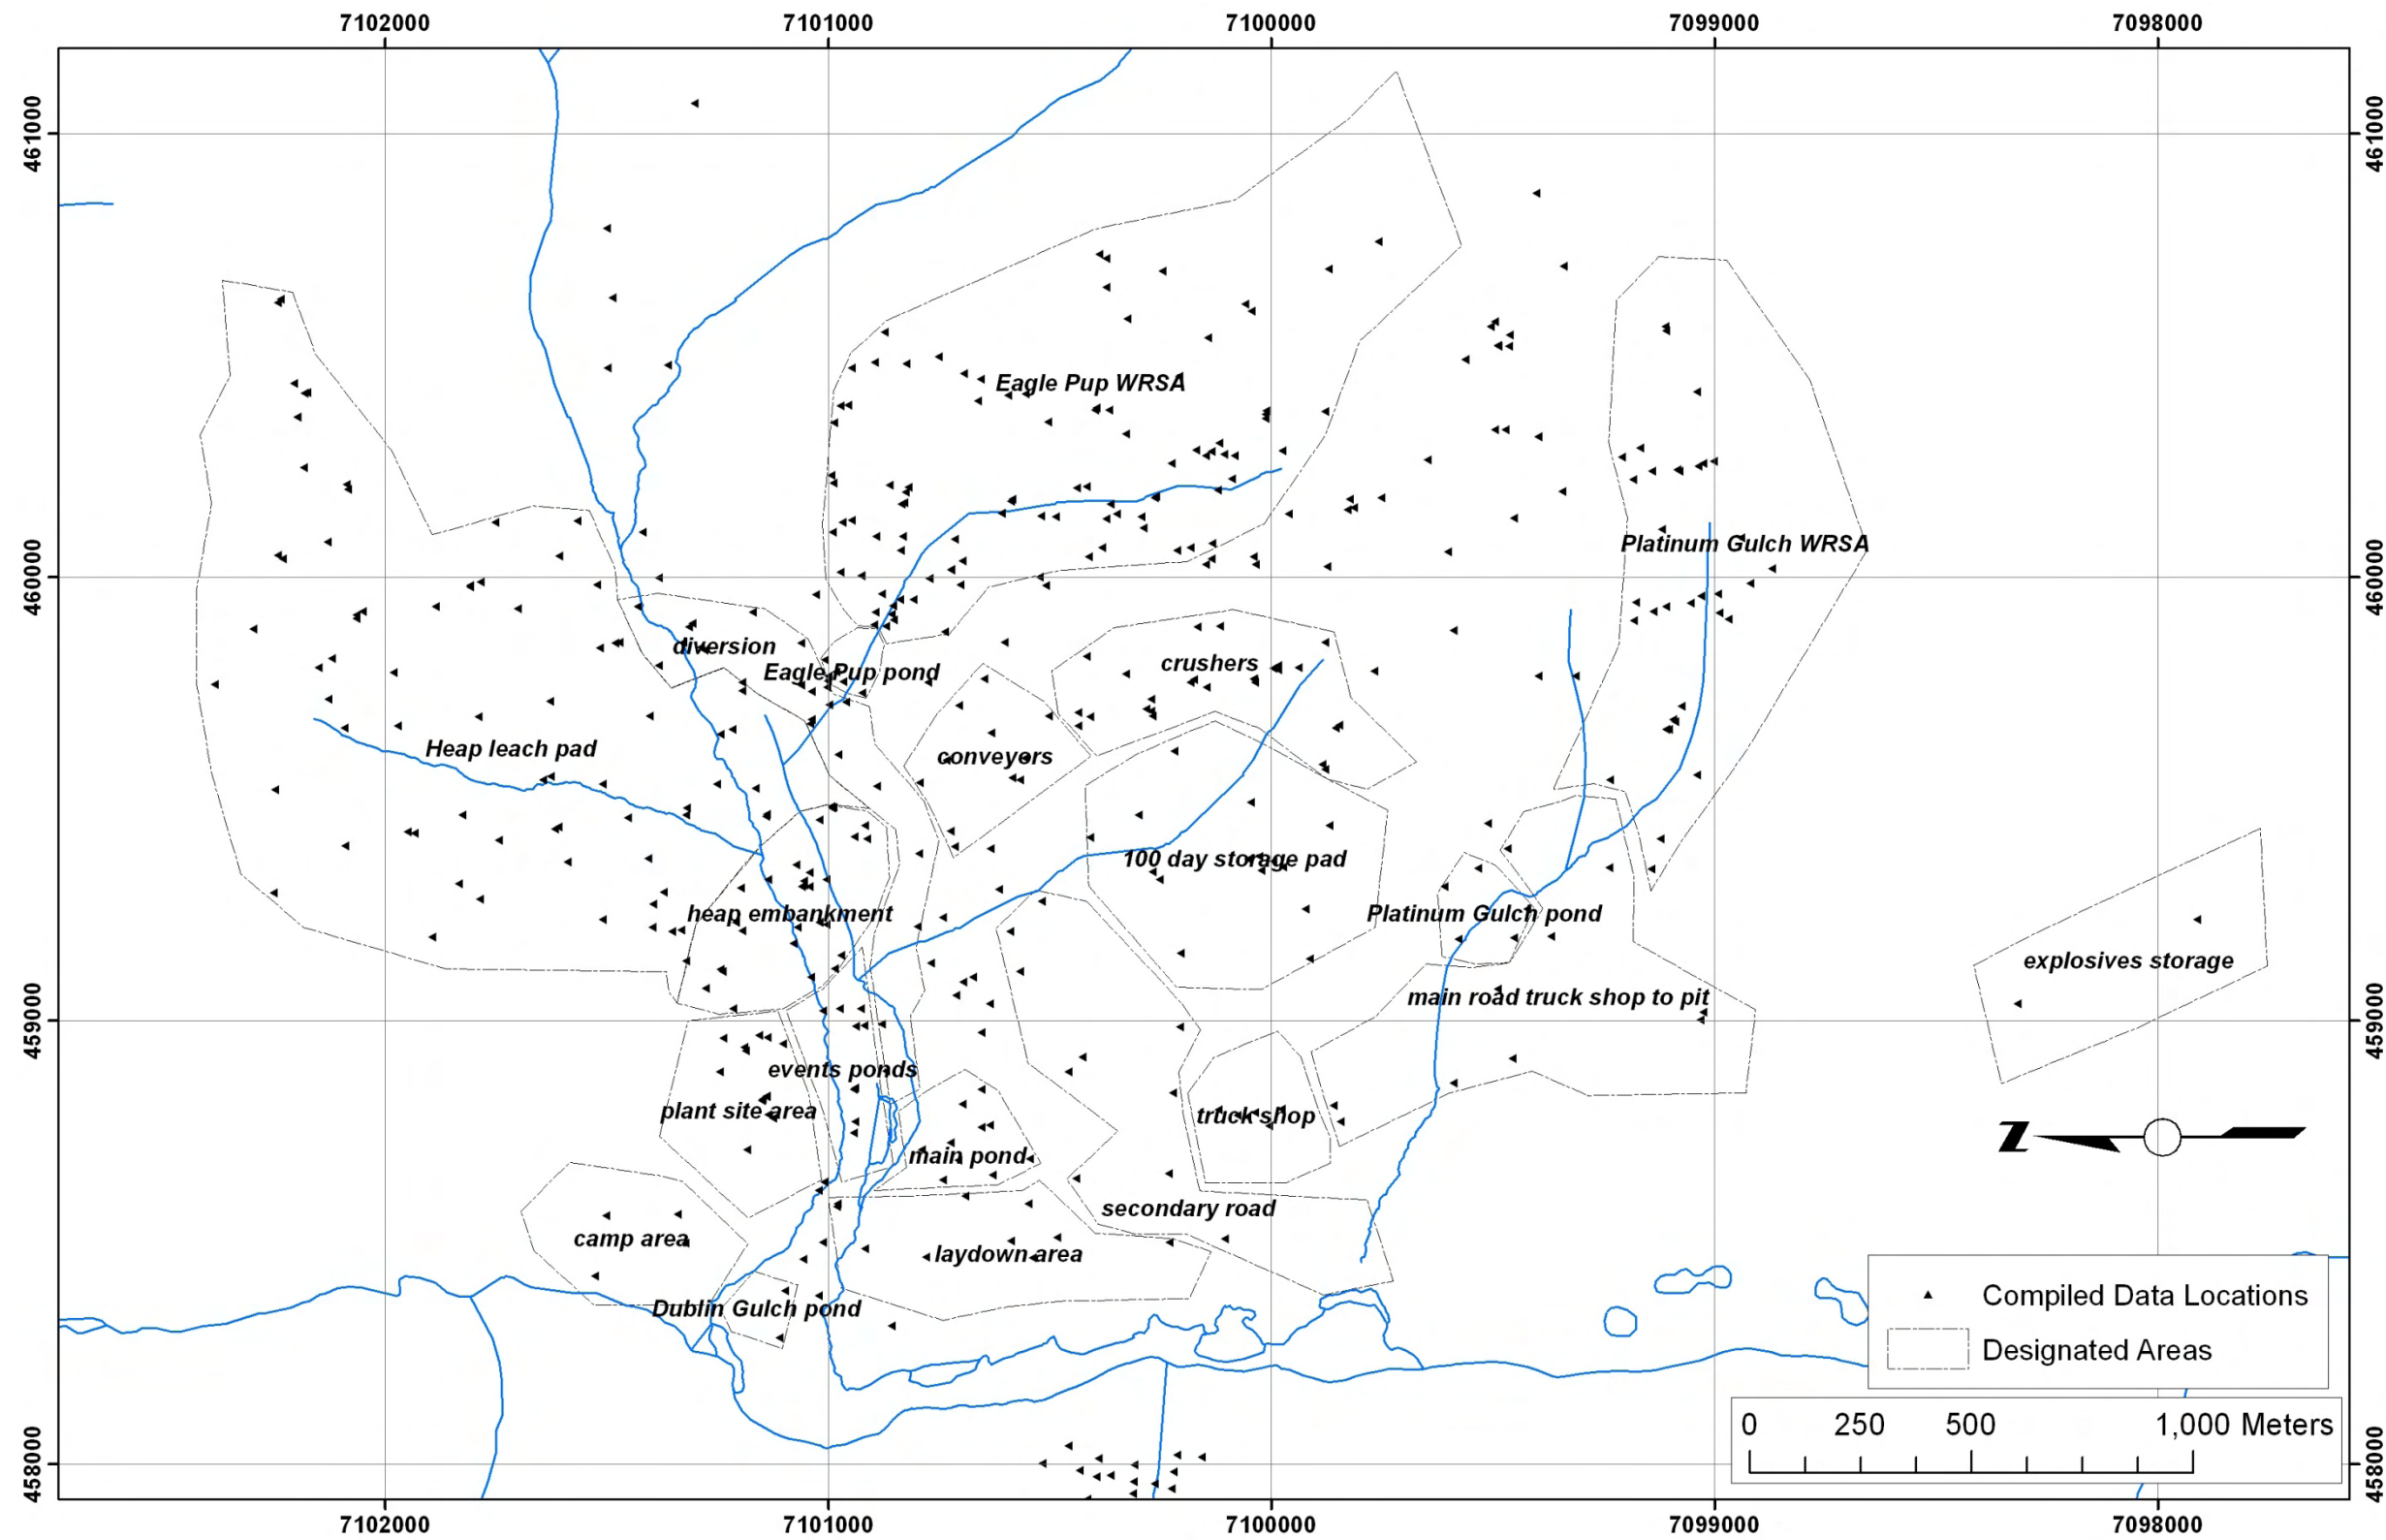 7102000 7101000 7100000 7099000 7098000
461000 461000
Eagle Pup WRSA
Platinum Gulch WRSA
460000 460000
diversion
crushers
Eagle Pup pond
Heap leach pad
conveyors
100 day storage pad
heap embankment
Platinum Gulch pond
explosives storage
main road truck shop to pit
459000 459000
events ponds
plant site area
truck shop
main pond
Z
secondary road
camp area
laydown area
Dublin Gulch pond
Compiled Data Locations
Designated Areas
0 250 500 1,000 Meters
458000 458000
7102000 7101000 7100000 7099000 7098000